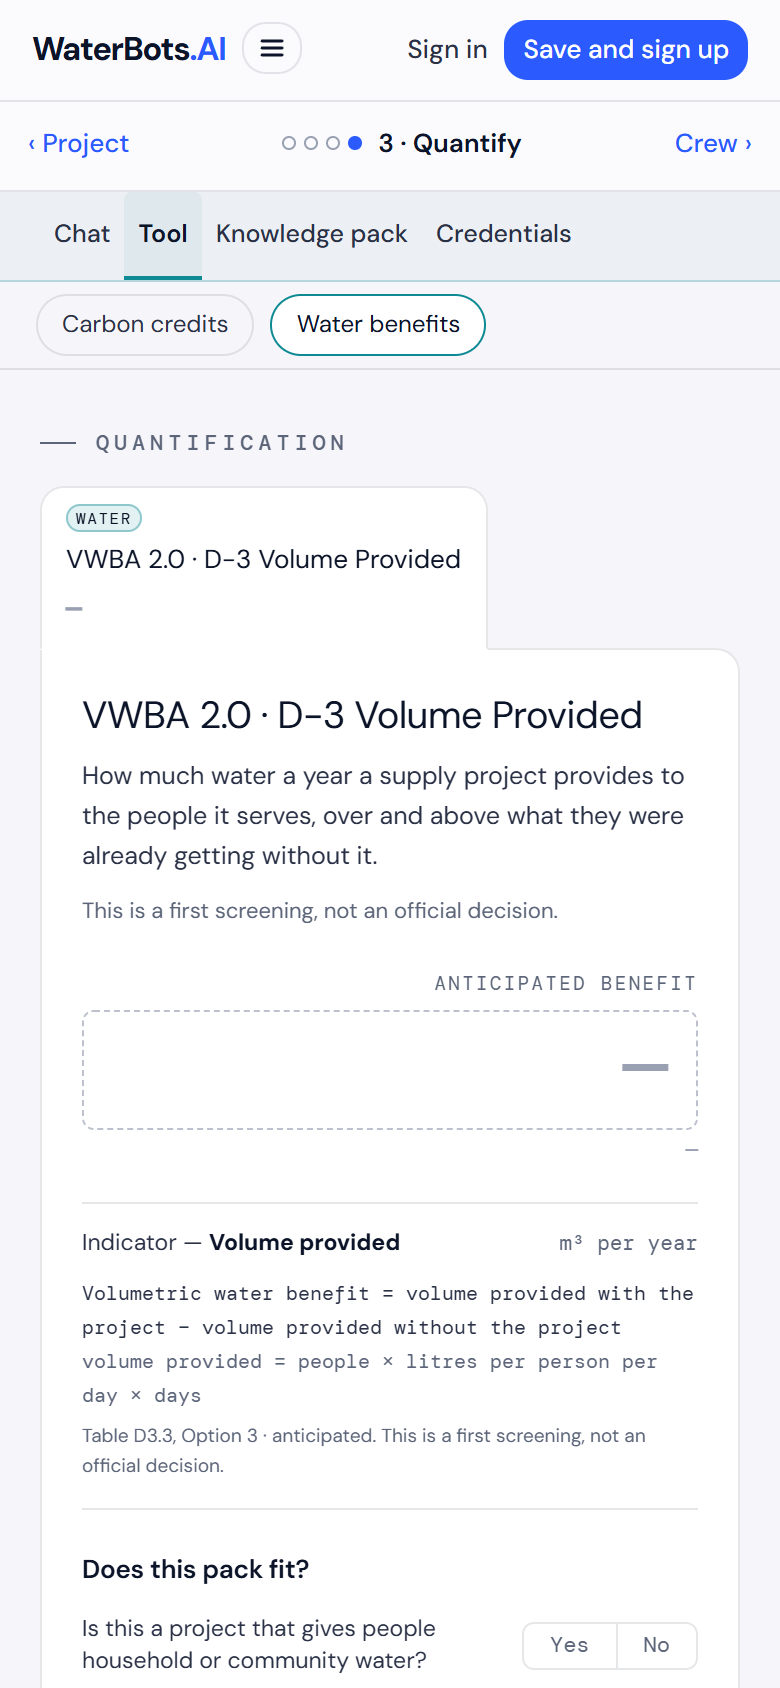 WaterBots.AI
Sign in
Save and sign up
‹ Project
3 · Quantify
Crew ›
Chat
Tool
Knowledge pack
Credentials
Carbon credits
Water benefits
— QUANTIFICATION
WATER
VWBA 2.0 · D-3 Volume Provided
—
VWBA 2.0 · D-3 Volume Provided
How much water a year a supply project provides to
the people it serves, over and above what they were
already getting without it.
This is a first screening, not an official decision.
ANTICIPATED BENEFIT
—
—
Indicator — Volume provided
m³ per year
Volumetric water benefit = volume provided with the
project − volume provided without the project
volume provided = people × litres per person per
day × days
Table D3.3, Option 3 · anticipated. This is a first screening, not an
official decision.
Does this pack fit?
Is this a project that gives people
household or community water?
Yes
No